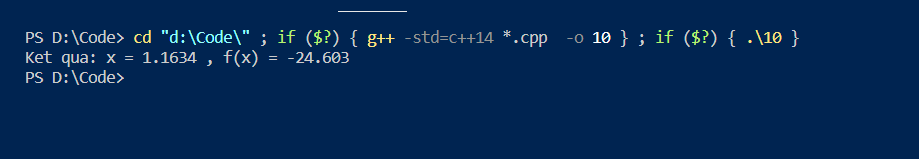 PS D:\Code> cd "d:\Code\" ; if ($?) { g++ -std=c++14 *.cpp  -o 10 } ; if ($?) { .\10 }
Ket qua: x = 1.1634 , f(x) = -24.603
PS D:\Code>